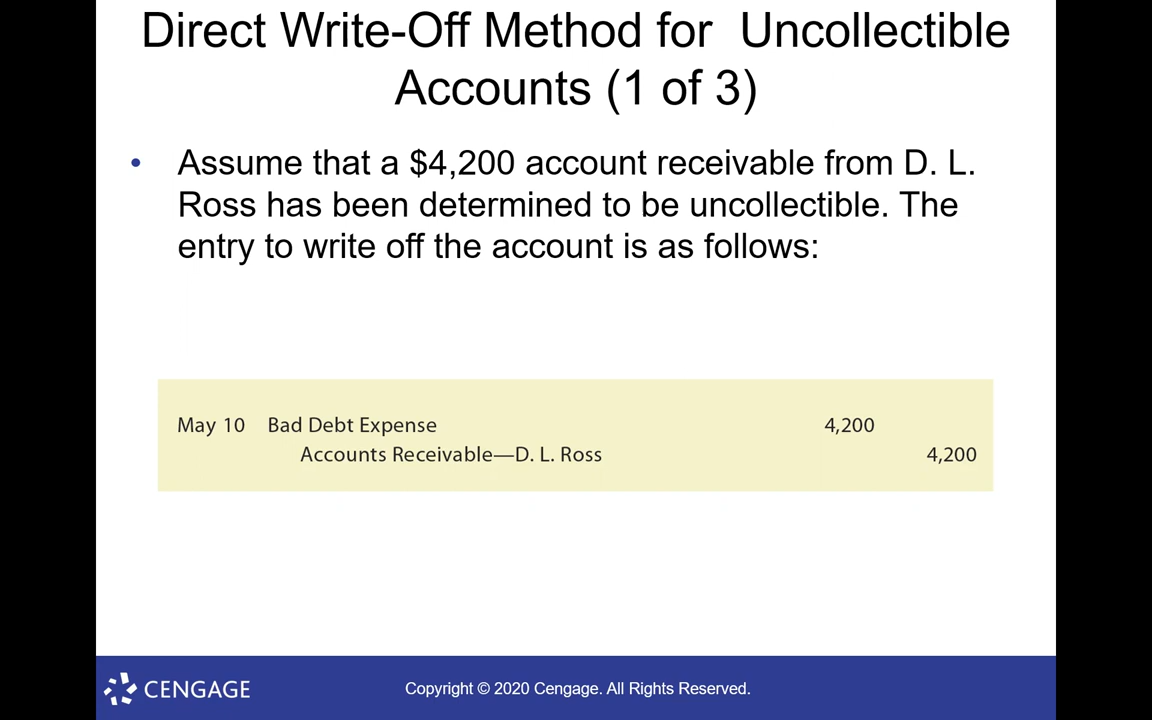 Direct Write-Off Method for Uncollectible
Accounts (1 of 3)
• Assume that a $4,200 account receivable from D. L.
Ross has been determined to be uncollectible. The
entry to write off the account is as follows:
May 10 Bad Debt Expense 4,200
Accounts Receivable—D. L. Ross 4,200
CENGAGE
Copyright © 2020 Cengage. All Rights Reserved.